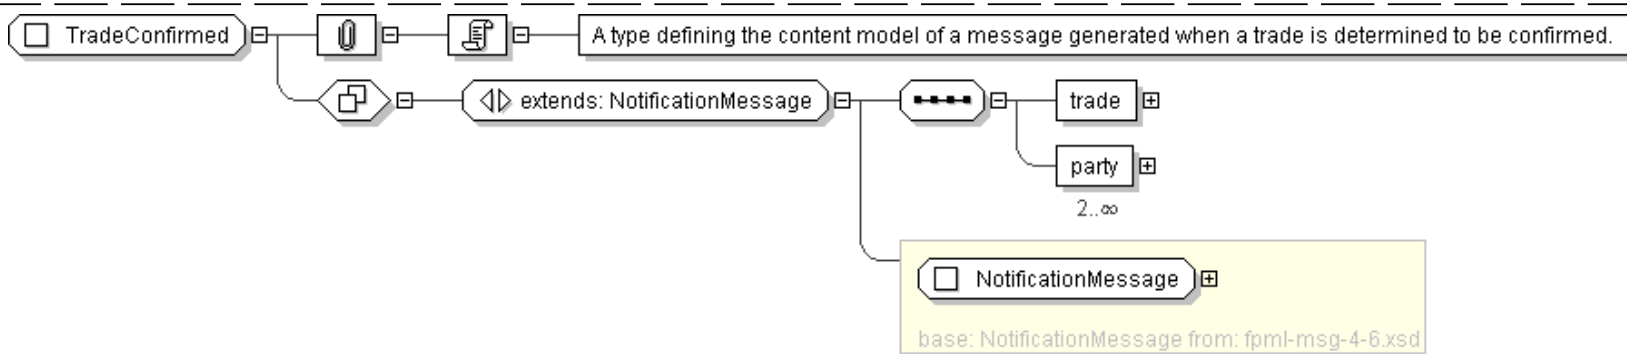 TradeConfirmed
A type defining the content model of a message generated when a trade is determined to be confirmed.
extends: NotificationMessage
trade
party
2..∞
NotificationMessage
base: NotificationMessage from: fpml-msg-4-6.xsd